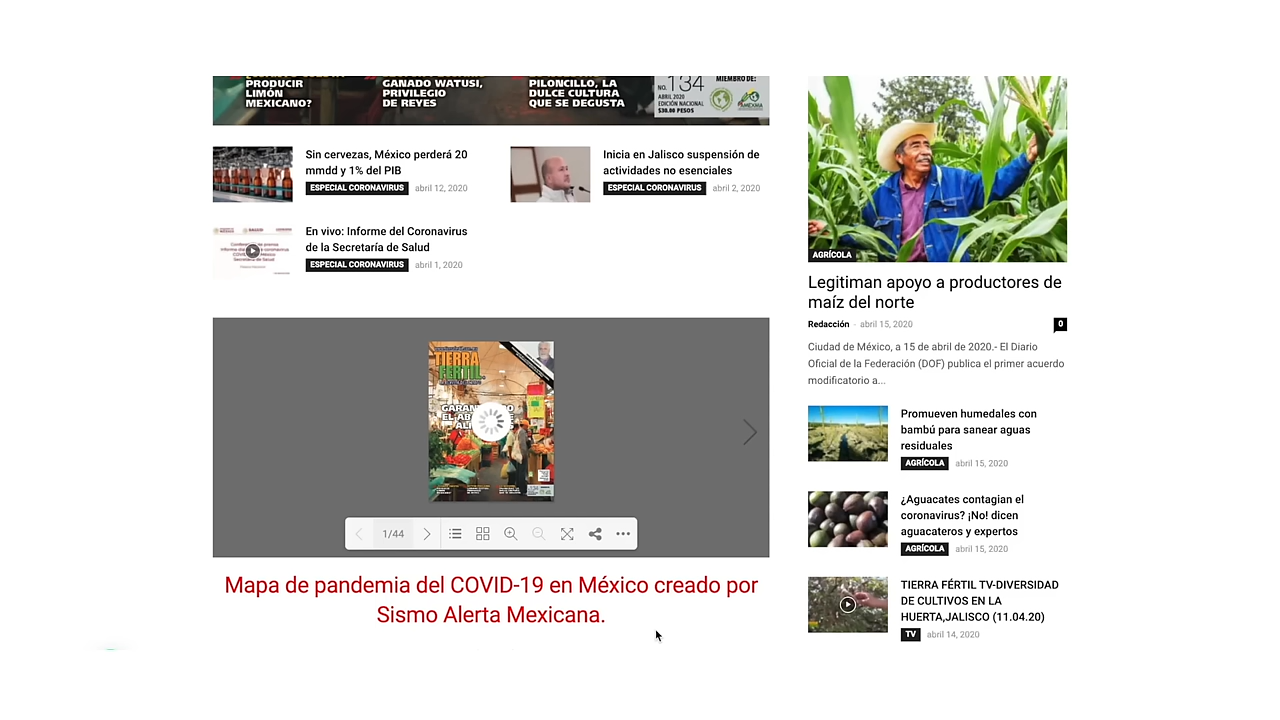 PRODUCIR
LIMÓN
MEXICANO?
GANADO WATUSI,
PRIVILEGIO
DE REYES
PILONCILLO, LA
DULCE CULTURA
QUE SE DEGUSTA
MIEMBRO DE:
NO. 134
ABRIL 2020
EDICIÓN NACIONAL
$30.00 PESOS
Sin cervezas, México perderá 20
mmdd y 1% del PIB
ESPECIAL CORONAVIRUS abril 12, 2020
Inicia en Jalisco suspensión de
actividades no esenciales
ESPECIAL CORONAVIRUS abril 2, 2020
En vivo: Informe del Coronavirus
de la Secretaría de Salud
ESPECIAL CORONAVIRUS abril 1, 2020
TIERRA
FERTIL
1/44
Mapa de pandemia del COVID-19 en México creado por
Sismo Alerta Mexicana.
AGRÍCOLA
Legitiman apoyo a productores de
maíz del norte
Redacción - abril 15, 2020 0
Ciudad de México, a 15 de abril de 2020.- El Diario
Oficial de la Federación (DOF) publica el primer acuerdo
modificatorio a...
Promueven humedales con
bambú para sanear aguas
residuales
AGRÍCOLA abril 15, 2020
¿Aguacates contagian el
coronavirus? ¡No! dicen
aguacateros y expertos
AGRÍCOLA abril 15, 2020
TIERRA FÉRTIL TV-DIVERSIDAD
DE CULTIVOS EN LA
HUERTA,JALISCO (11.04.20)
TV abril 14, 2020